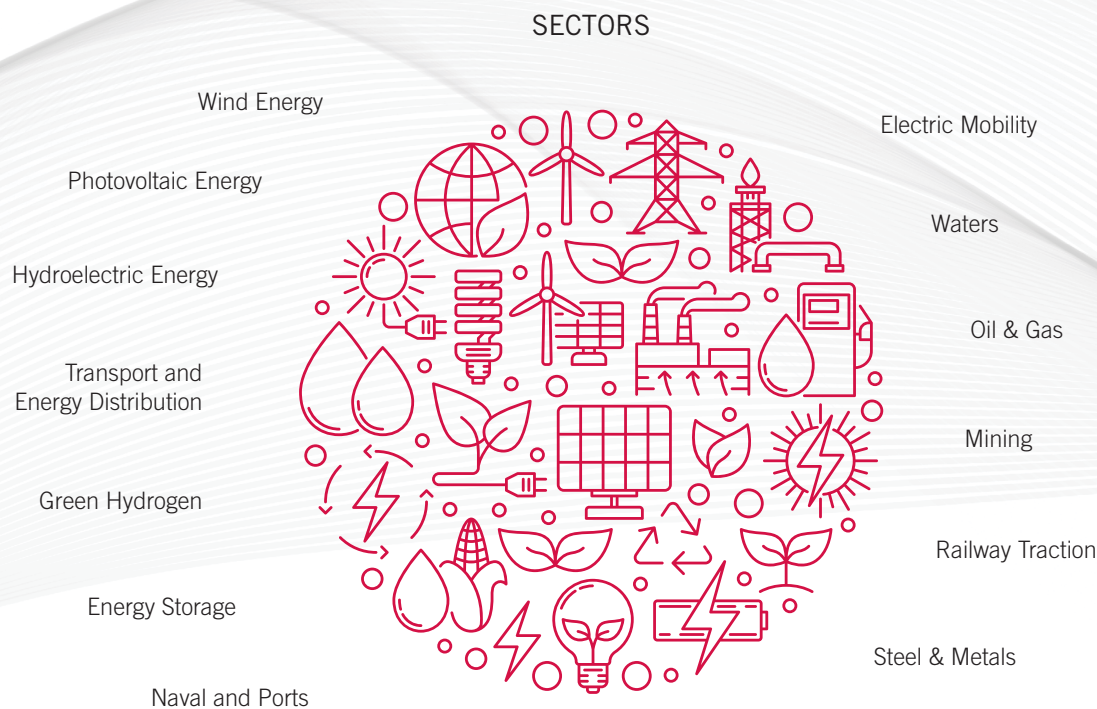 SECTORS
Wind Energy
Photovoltaic Energy
Hydroelectric Energy
Transport and
Energy Distribution
Green Hydrogen
Energy Storage
Naval and Ports
Electric Mobility
Waters
Oil & Gas
Mining
Railway Traction
Steel & Metals